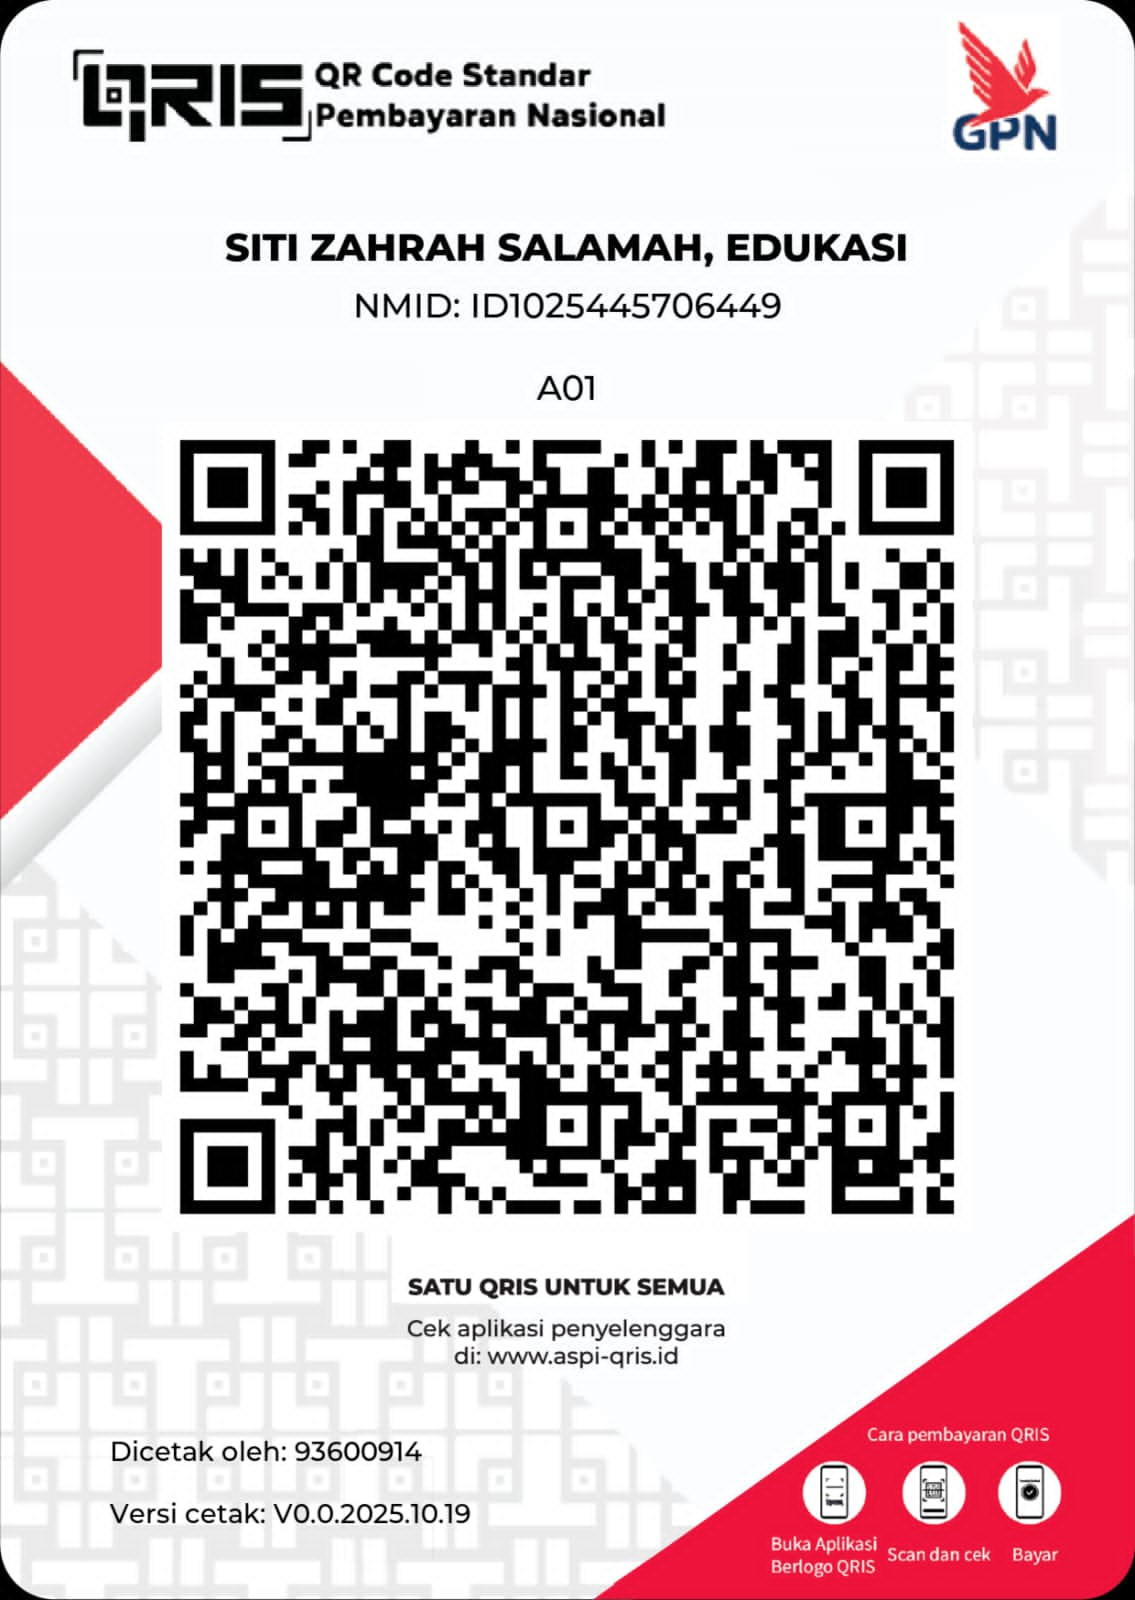 QRIS
QR Code Standar
Pembayaran Nasional
GPN
SITI ZAHRAH SALAMAH, EDUKASI
NMID: ID1025445706449
A01
SATU QRIS UNTUK SEMUA
Cek aplikasi penyelenggara
di: www.aspi-qris.id
Dicetak oleh: 93600914
Versi cetak: V0.0.2025.10.19
Cara pembayaran QRIS
Buka Aplikasi
Berlogo QRIS
Scan dan cek
Bayar